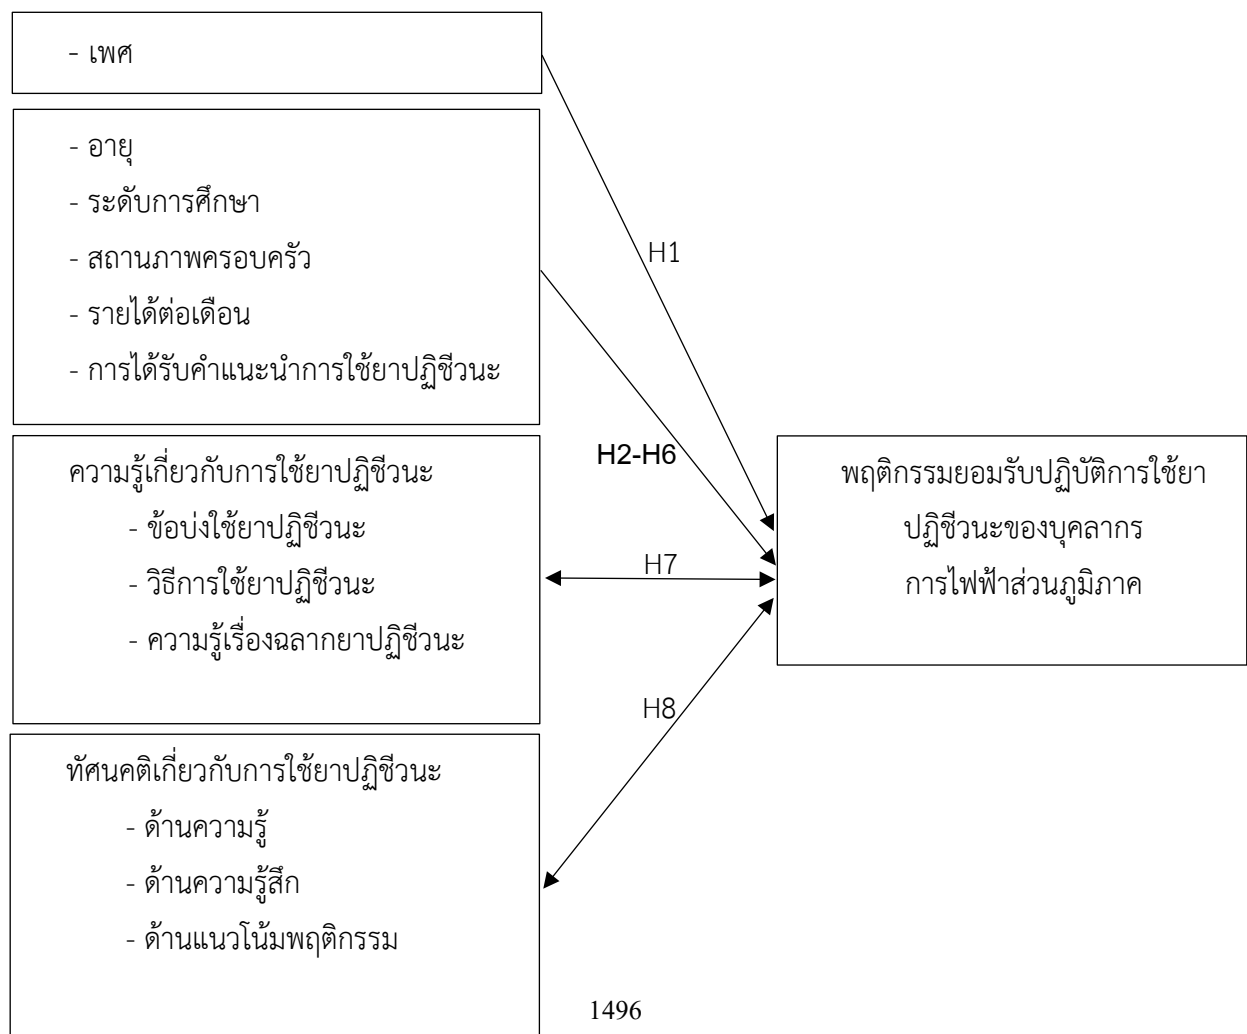 - เพศ
- อายุ
- ระดับการศึกษา
- สถานภาพครอบครัว
- รายได้ต่อเดือน
- การได้รับคำแนะนำการใช้ยาปฏิชีวนะ
ความรู้เกี่ยวกับการใช้ยาปฏิชีวนะ
- ข้อบ่งใช้ยาปฏิชีวนะ
- วิธีการใช้ยาปฏิชีวนะ
- ความรู้เรื่องฉลากยาปฏิชีวนะ
ทัศนคติเกี่ยวกับการใช้ยาปฏิชีวนะ
- ด้านความรู้
- ด้านความรู้สึก
- ด้านแนวโน้มพฤติกรรม
H1
H2-H6
H7
H8
พฤติกรรมยอมรับปฏิบัติการใช้ยา
ปฏิชีวนะของบุคลากร
การไฟฟ้าส่วนภูมิภาค
1496